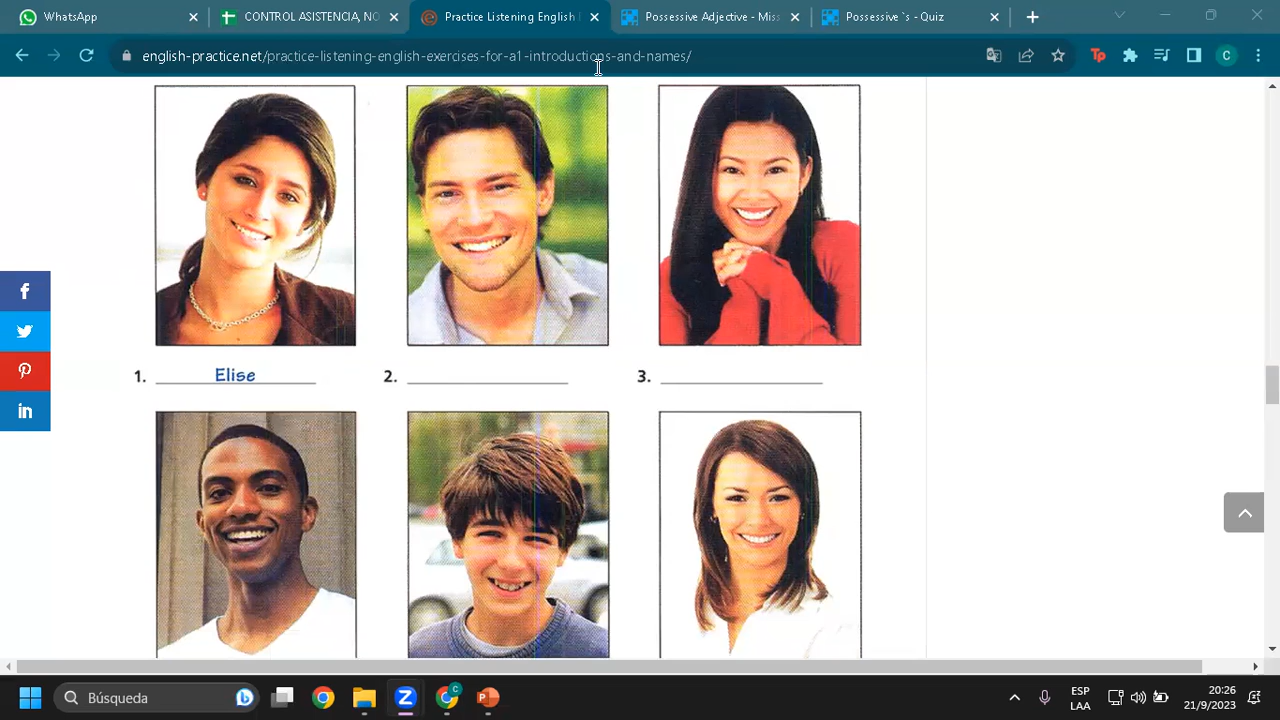 WhatsApp
CONTROL ASISTENCIA, NO
Practice Listening English
Possessive Adjective - Miss
Possessive `s - Quiz
english-practice.net/practice-listening-english-exercises-for-a1-introductions-and-names/
Tp
C
1. Elise
2.
3.
Búsqueda
ESP
LAA
20:26
21/9/2023